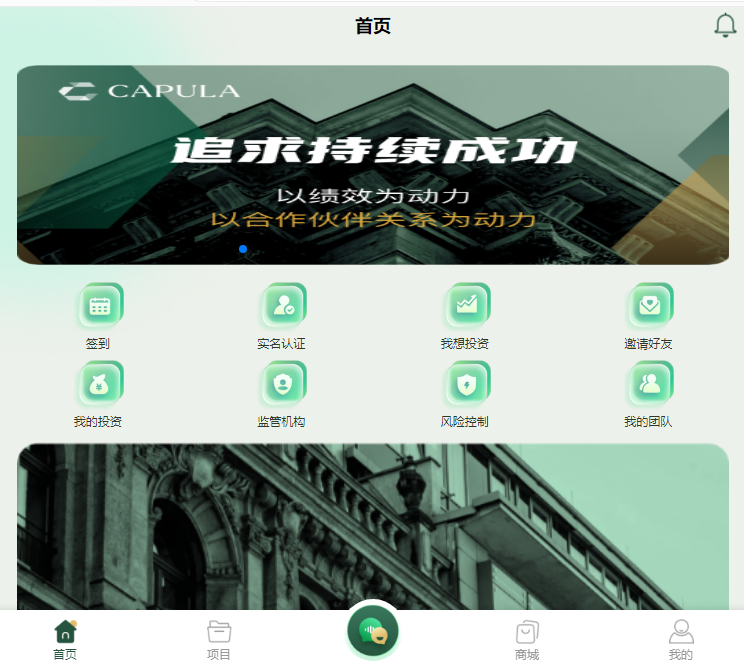 首页
CAPULA
追求持续成功
以绩效为动力
以合作伙伴关系为动力
签到
实名认证
我想投资
邀请好友
我的投资
监管机构
风险控制
我的团队
首页
项目
商城
我的